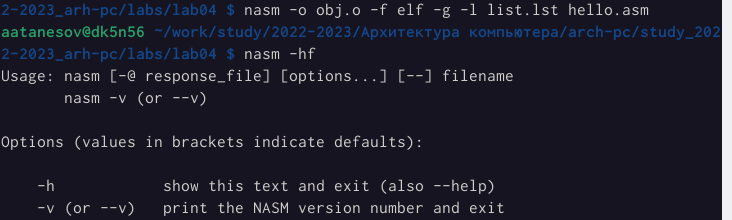 2-2023_arh-pc/labs/lab04 $ nasm -o obj.o -f elf -g -l list.lst hello.asm
aatanesov@dk5n56 ~/work/study/2022-2023/Архитектура компьютера/arch-pc/study_202
2-2023_arh-pc/labs/lab04 $ nasm -hf
Usage: nasm [-@ response_file] [options...] [--] filename
       nasm -v (or --v)

Options (values in brackets indicate defaults):

    -h            show this text and exit (also --help)
    -v (or --v)   print the NASM version number and exit